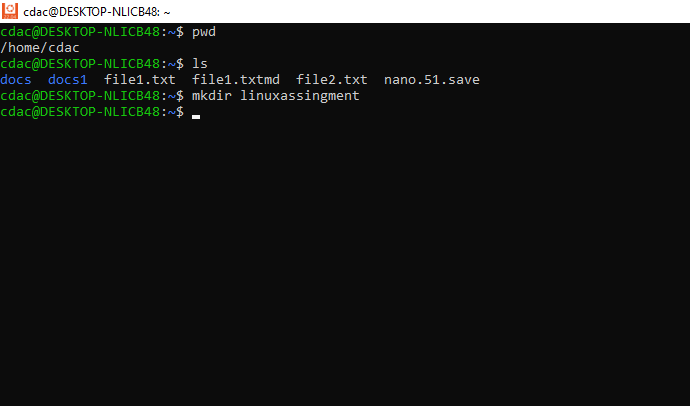 cdac@DESKTOP-NLICB48: ~
cdac@DESKTOP-NLICB48:~$ pwd
/home/cdac
cdac@DESKTOP-NLICB48:~$ ls
docs  docs1  file1.txt  file1.txtmd  file2.txt  nano.51.save
cdac@DESKTOP-NLICB48:~$ mkdir linuxassingment
cdac@DESKTOP-NLICB48:~$